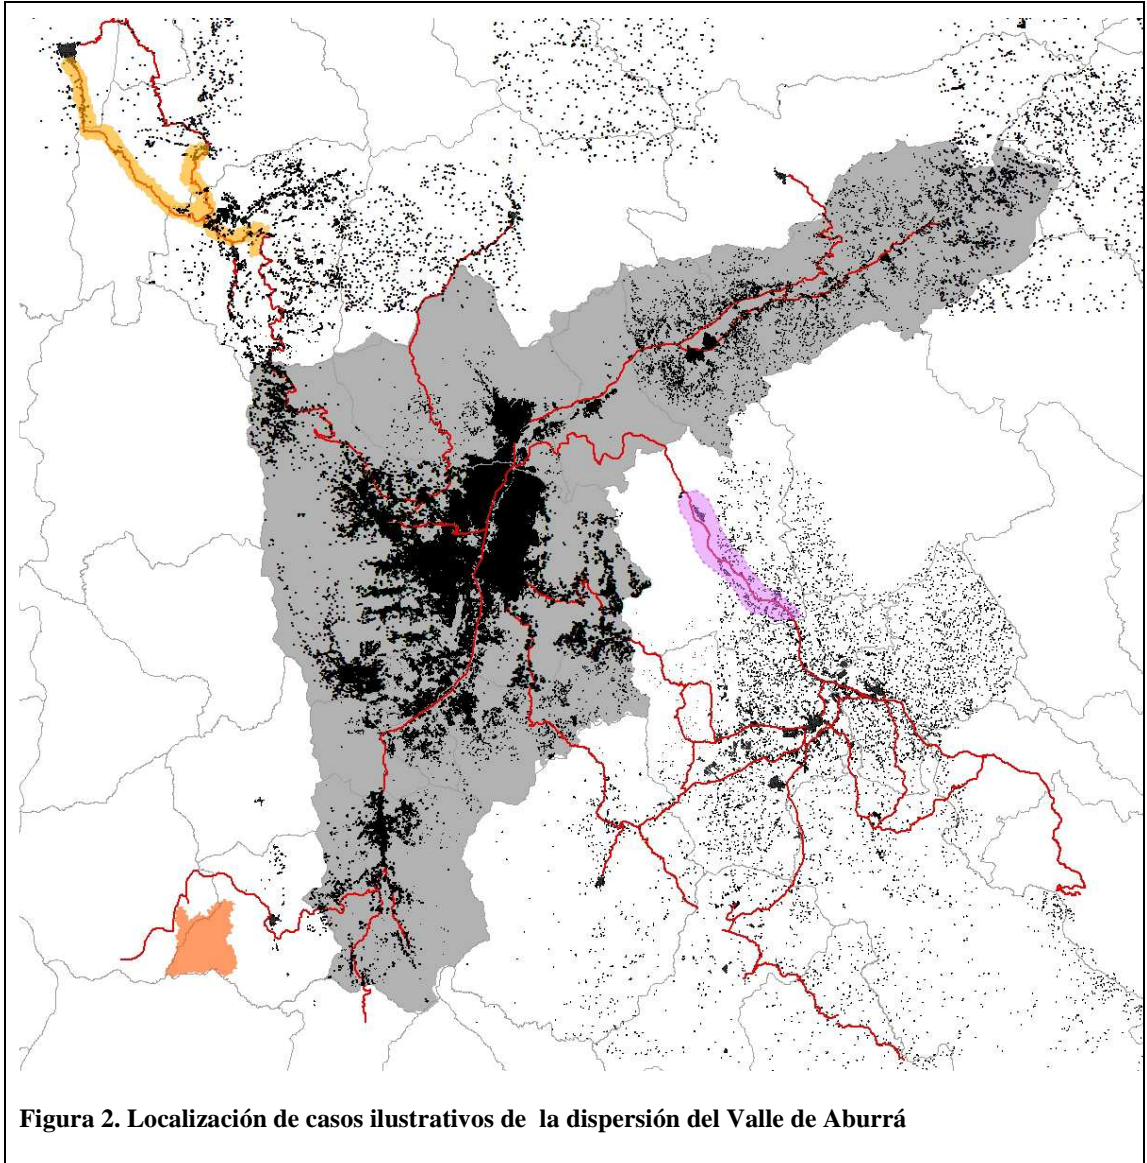 Figura 2. Localización de casos ilustrativos de  la dispersión del Valle de Aburrá